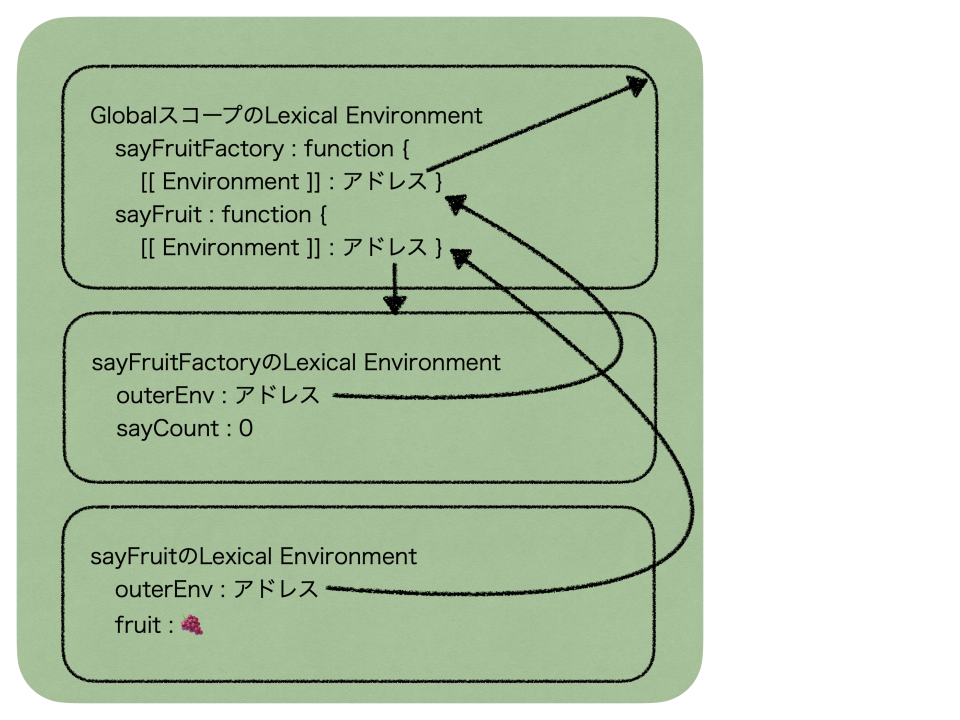 GlobalスコープのLexical Environment
sayFruitFactory : function {
[[ Environment ]] : アドレス }
sayFruit : function {
[[ Environment ]] : アドレス }
sayFruitFactoryのLexical Environment
outerEnv : アドレス
sayCount : 0
sayFruitのLexical Environment
outerEnv : アドレス
fruit : 🍇